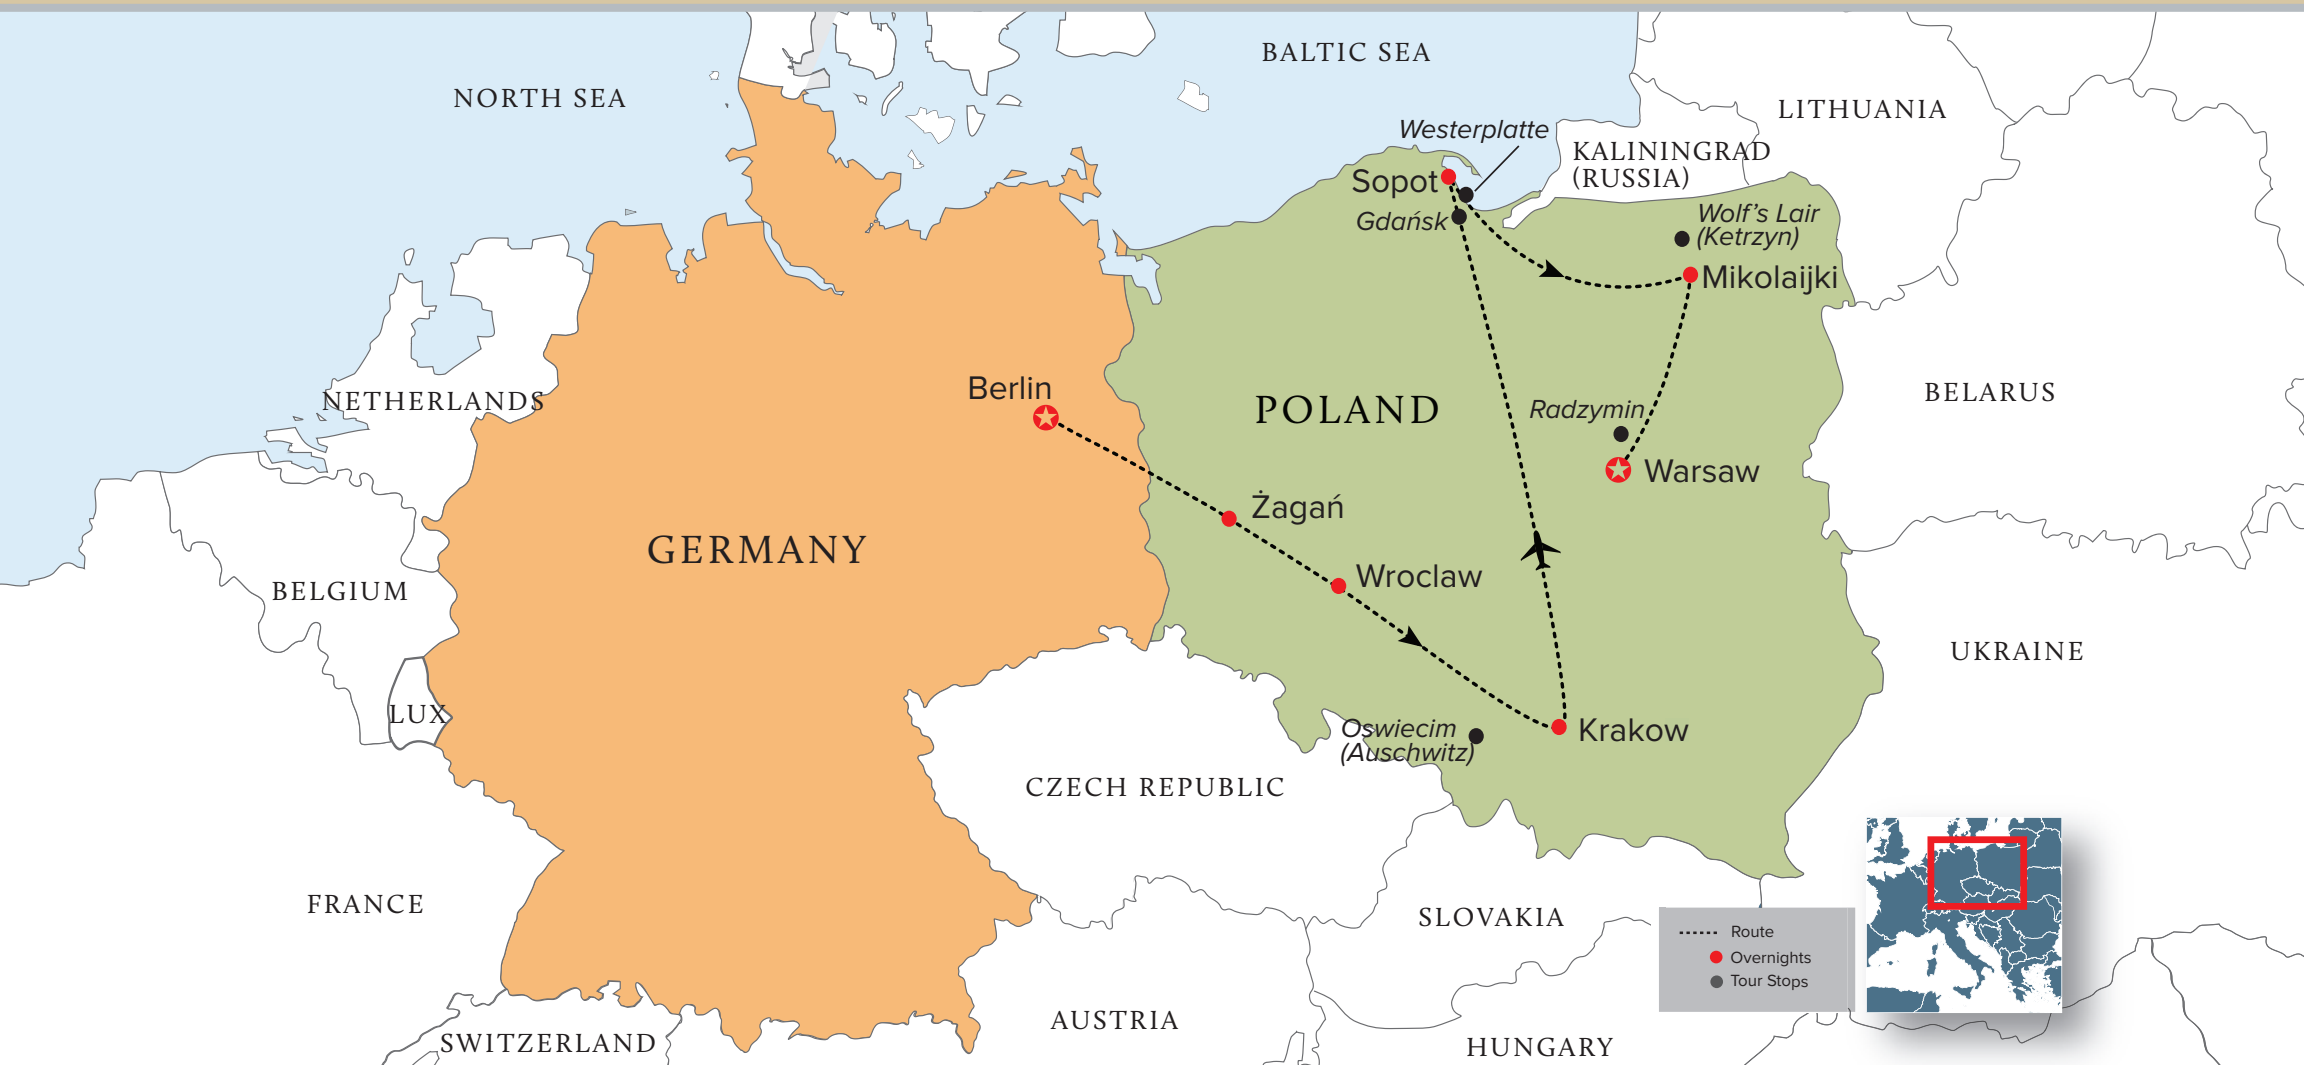 BALTIC SEA
NORTH SEA
LITHUANIA
Westerplatte
KALININGRAD
(RUSSIA)
Sopot
Gdańsk
Wolf's Lair
(Ketrzyn)
Mikolaijki
Berlin
NETHERLANDS
POLAND
Radzymin
BELARUS
Warsaw
Żagań
GERMANY
Wroclaw
BELGIUM
UKRAINE
LUX
Oswiecim
(Auschwitz)
Krakow
CZECH REPUBLIC
FRANCE
SLOVAKIA
Route
Overnights
Tour Stops
AUSTRIA
SWITZERLAND
HUNGARY